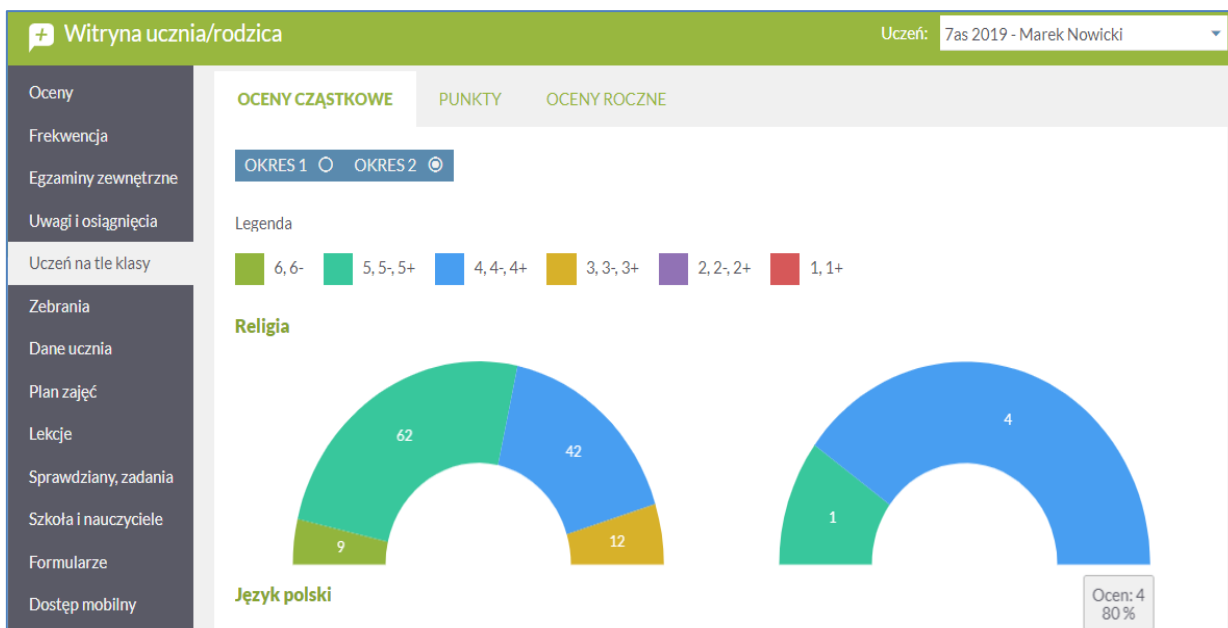 Witryna ucznia/rodzica
Uczeń: 7as 2019 - Marek Nowicki
Oceny
Frekwencja
Egzaminy zewnętrzne
Uwagi i osiągnięcia
Uczeń na tle klasy
Zebrania
Dane ucznia
Plan zajęć
Lekcje
Sprawdziany, zadania
Szkoła i nauczyciele
Formularze
Dostęp mobilny
OCENY CZĄSTKOWE PUNKTY OCENY ROCZNE
OKRES 1 OKRES 2
Legenda
6, 6- 5, 5-, 5+ 4, 4-, 4+ 3, 3-, 3+ 2, 2-, 2+ 1, 1+
Religia
9 62 42 12
1 4
Język polski
Ocen: 4
80 %